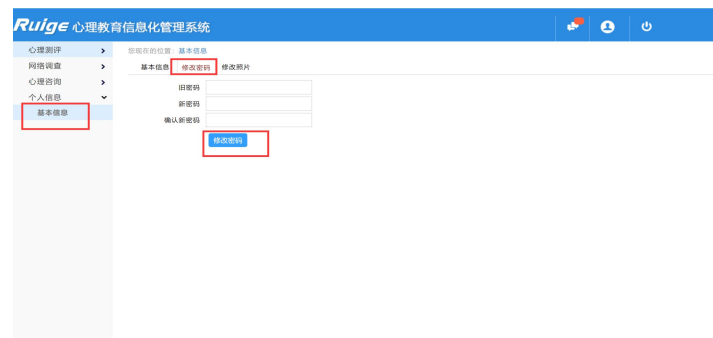 Ruige 心理教育信息化管理系统
心理测评
网络调查
心理咨询
个人信息
基本信息
您现在的位置：基本信息
基本信息 修改密码 修改照片
旧密码
新密码
确认新密码
修改密码